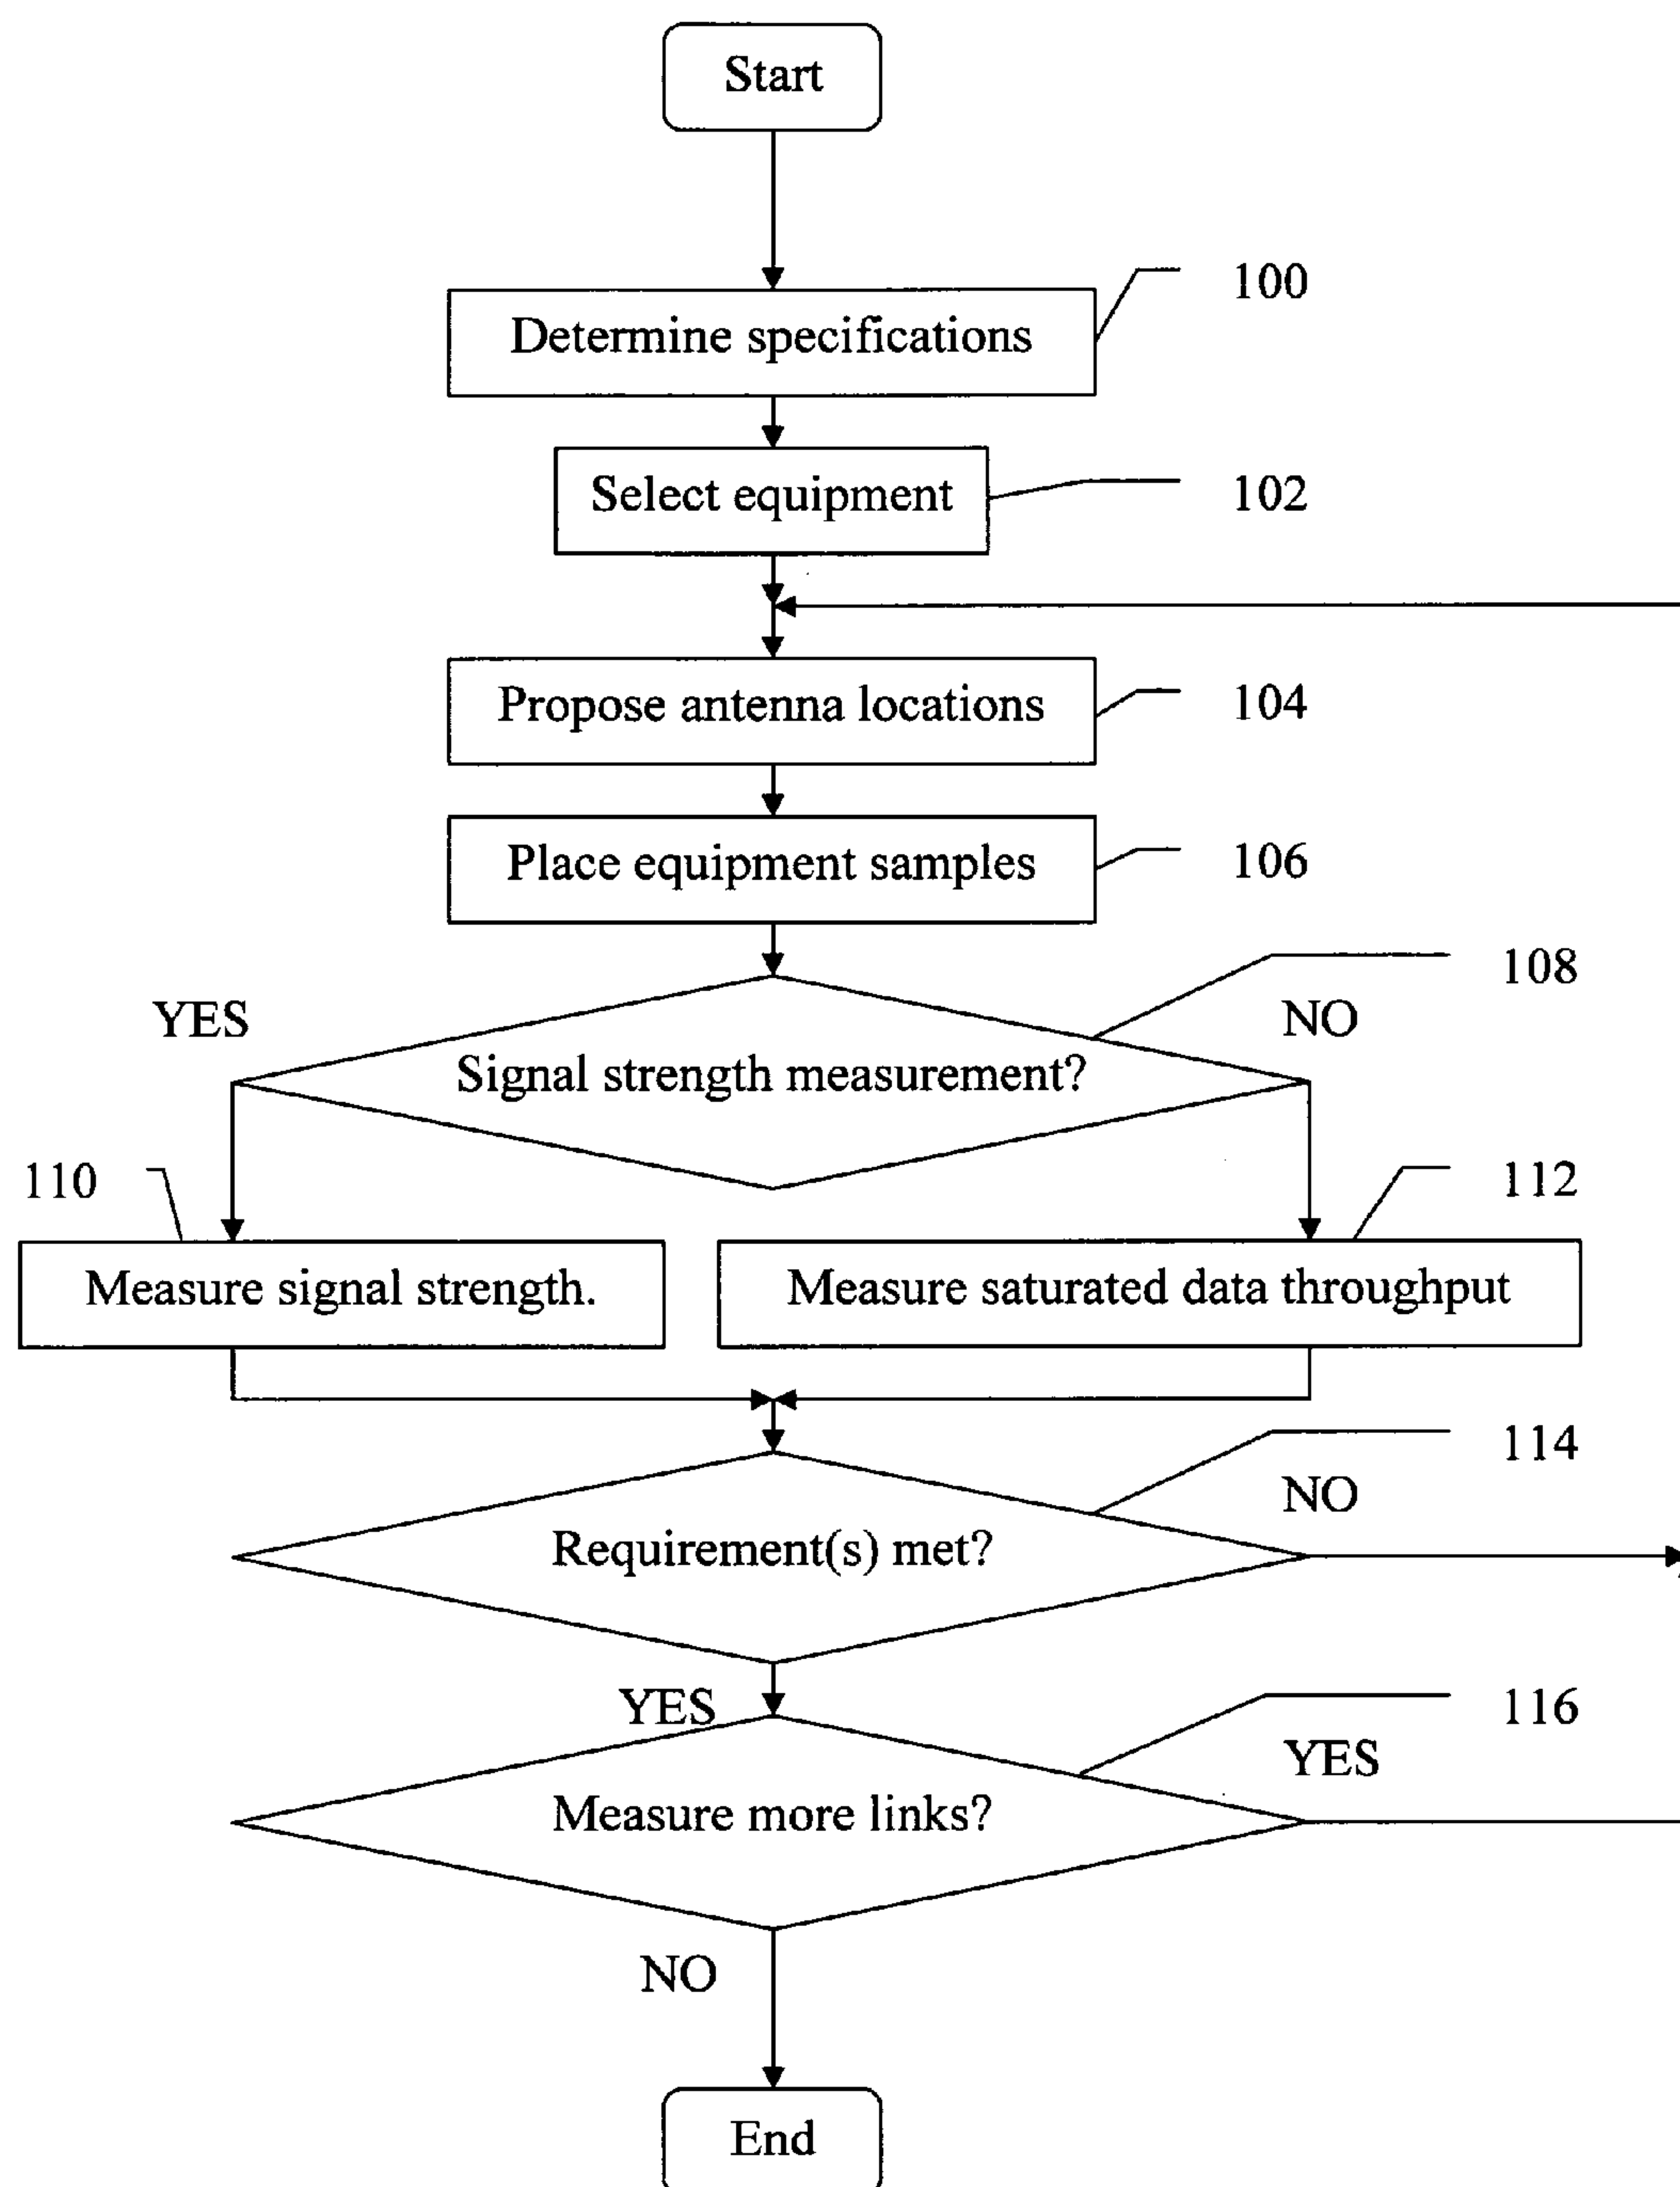 Start
100
Determine specifications
Select equipment
102
Propose antenna locations
104
Place equipment samples
106
108
YES
NO
Signal strength measurement?
110
112
Measure signal strength.
Measure saturated data throughput
114
NO
Requirement(s) met?
YES
116
YES
Measure more links?
NO
End